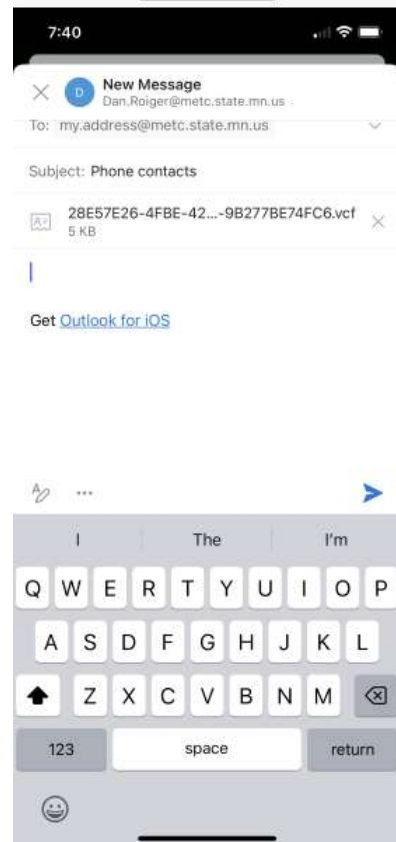 7:40
New Message
D
Dan.Roiger@metc.state.mn.us
To: my.address@metc.state.mn.us
Subject: Phone contacts
28E57E26-4FBE-42...-9B277BE74FC6.vcf
5 KB
Get Outlook for iOS
I The I'm
Q W E R T Y U I O P
A S D F G H J K L
Z X C V B N M
123 space return